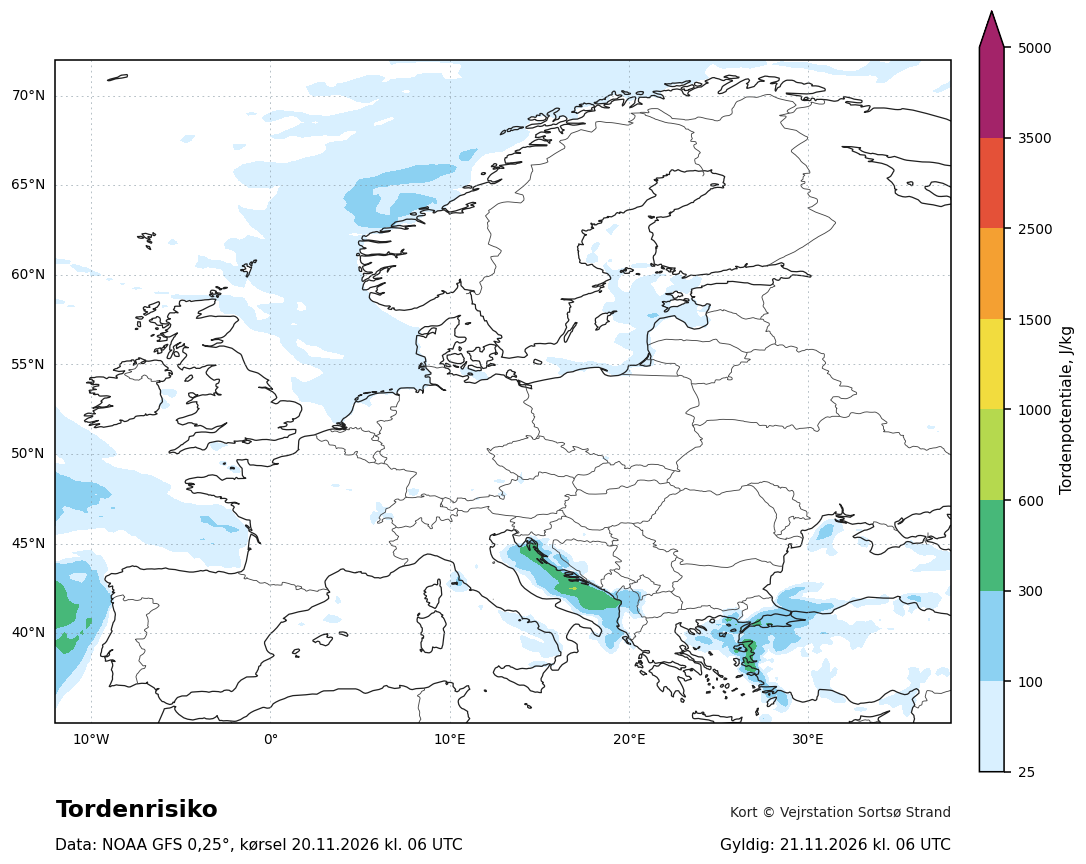 70°N
65°N
60°N
55°N
50°N
45°N
40°N
10°W 0° 10°E 20°E 30°E
5000
3500
2500
1500
1000
600
300
100
25
Tordenpotentiale, J/kg
Tordenrisiko
Kort © Vejrstation Sortsø Strand
Data: NOAA GFS 0,25°, kørsel 20.11.2026 kl. 06 UTC
Gyldig: 21.11.2026 kl. 06 UTC